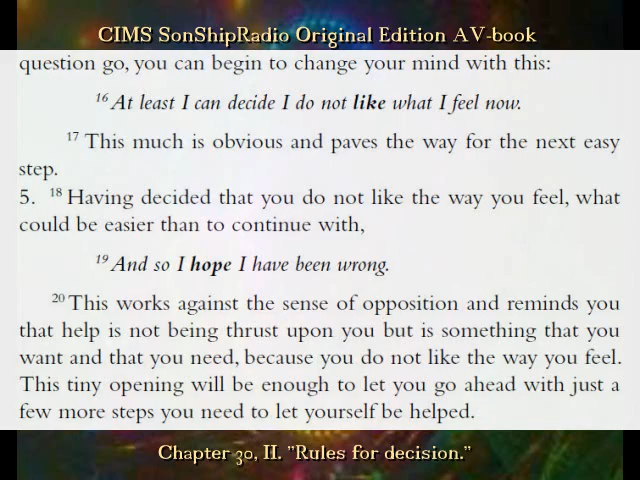 CIMS SonShipRadio Original Edition AV-book
question go, you can begin to change your mind with this:
16 At least I can decide I do not like what I feel now.
17 This much is obvious and paves the way for the next easy
step.
5. 18 Having decided that you do not like the way you feel, what
could be easier than to continue with,
19 And so I hope I have been wrong.
20 This works against the sense of opposition and reminds you
that help is not being thrust upon you but is something that you
want and that you need, because you do not like the way you feel.
This tiny opening will be enough to let you go ahead with just a
few more steps you need to let yourself be helped.
Chapter 30, II. "Rules for decision."